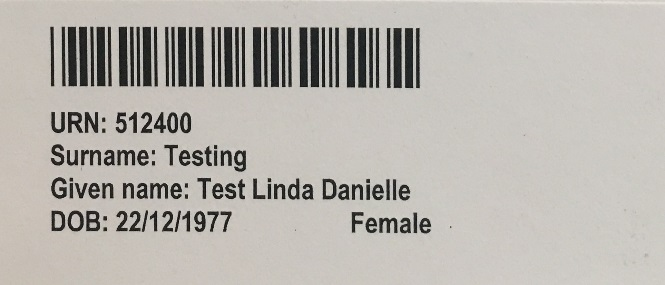 URN: 512400
Surname: Testing
Given name: Test Linda Danielle
DOB: 22/12/1977 Female